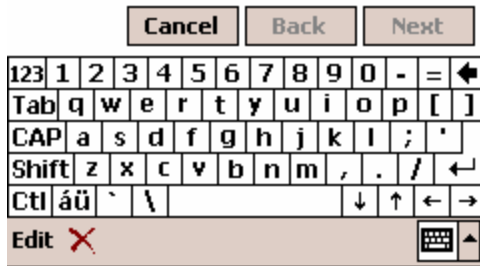 Cancel Back Next
123 1 2 3 4 5 6 7 8 9 0 - = ←
Tab q w e r t y u i o p [ ]
CAP a s d f g h j k l ; '
Shift z x c v b n m , . / ↵
Ctl áü ` \ ↓ ↑ ← →
Edit